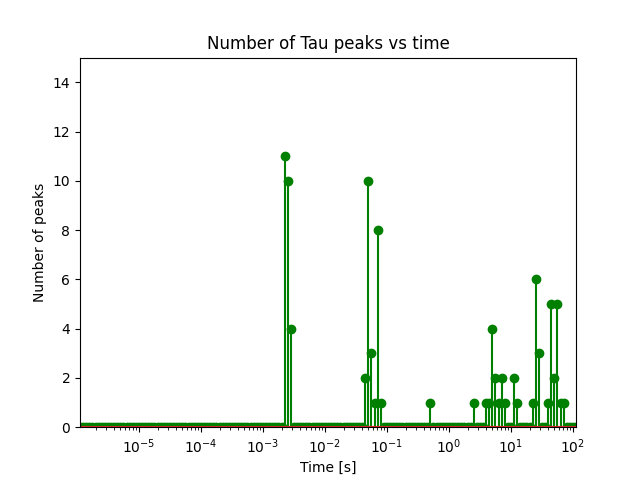 Number of Tau peaks vs time
Number of peaks
14
12
10
8
6
4
2
0
10⁻⁵ 10⁻⁴ 10⁻³ 10⁻² 10⁻¹ 10⁰ 10¹ 10²
Time [s]